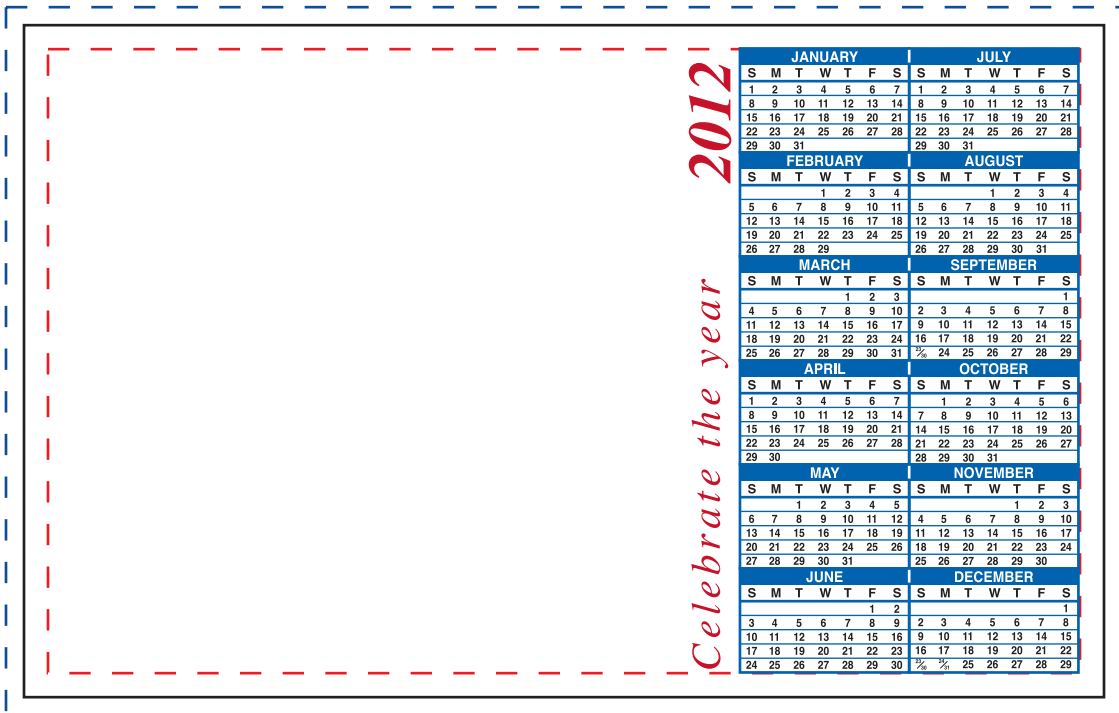 Celebrate the year 2012
JANUARY
S M T W T F S
1 2 3 4 5 6 7
8 9 10 11 12 13 14
15 16 17 18 19 20 21
22 23 24 25 26 27 28
29 30 31
FEBRUARY
S M T W T F S
1 2 3 4
5 6 7 8 9 10 11
12 13 14 15 16 17 18
19 20 21 22 23 24 25
26 27 28 29
MARCH
S M T W T F S
1 2 3
4 5 6 7 8 9 10
11 12 13 14 15 16 17
18 19 20 21 22 23 24
25 26 27 28 29 30 31
APRIL
S M T W T F S
1 2 3 4 5 6 7
8 9 10 11 12 13 14
15 16 17 18 19 20 21
22 23 24 25 26 27 28
29 30
MAY
S M T W T F S
1 2 3 4 5
6 7 8 9 10 11 12
13 14 15 16 17 18 19
20 21 22 23 24 25 26
27 28 29 30 31
JUNE
S M T W T F S
1 2
3 4 5 6 7 8 9
10 11 12 13 14 15 16
17 18 19 20 21 22 23
24 25 26 27 28 29 30
JULY
S M T W T F S
1 2 3 4 5 6 7
8 9 10 11 12 13 14
15 16 17 18 19 20 21
22 23 24 25 26 27 28
29 30 31
AUGUST
S M T W T F S
1 2 3 4
5 6 7 8 9 10 11
12 13 14 15 16 17 18
19 20 21 22 23 24 25
26 27 28 29 30 31
SEPTEMBER
S M T W T F S
1
2 3 4 5 6 7 8
9 10 11 12 13 14 15
16 17 18 19 20 21 22
23/30 24 25 26 27 28 29
OCTOBER
S M T W T F S
1 2 3 4 5 6
7 8 9 10 11 12 13
14 15 16 17 18 19 20
21 22 23 24 25 26 27
28 29 30 31
NOVEMBER
S M T W T F S
1 2 3
4 5 6 7 8 9 10
11 12 13 14 15 16 17
18 19 20 21 22 23 24
25 26 27 28 29 30
DECEMBER
S M T W T F S
1
2 3 4 5 6 7 8
9 10 11 12 13 14 15
16 17 18 19 20 21 22
23/30 24/31 25 26 27 28 29